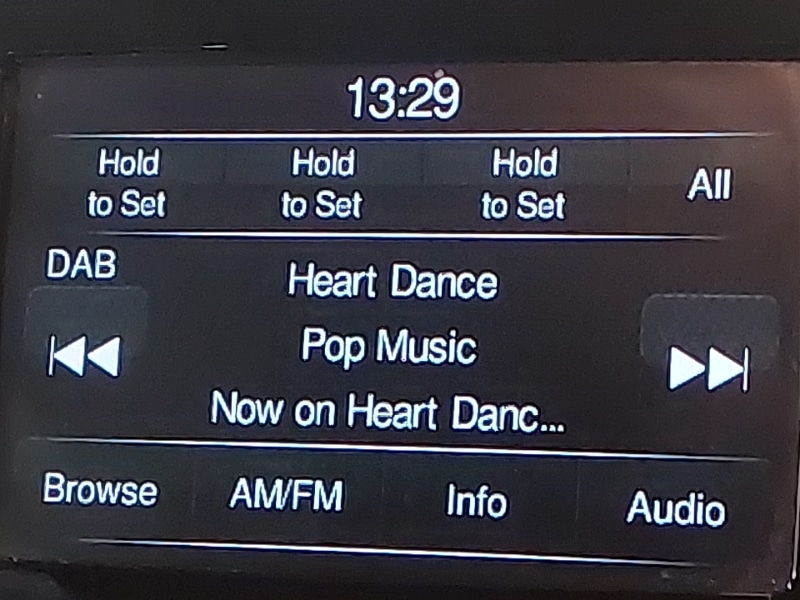 13:29
Hold Hold Hold
to Set to Set to Set
All
DAB
Heart Dance
Pop Music
Now on Heart Danc...
Browse AM/FM Info Audio